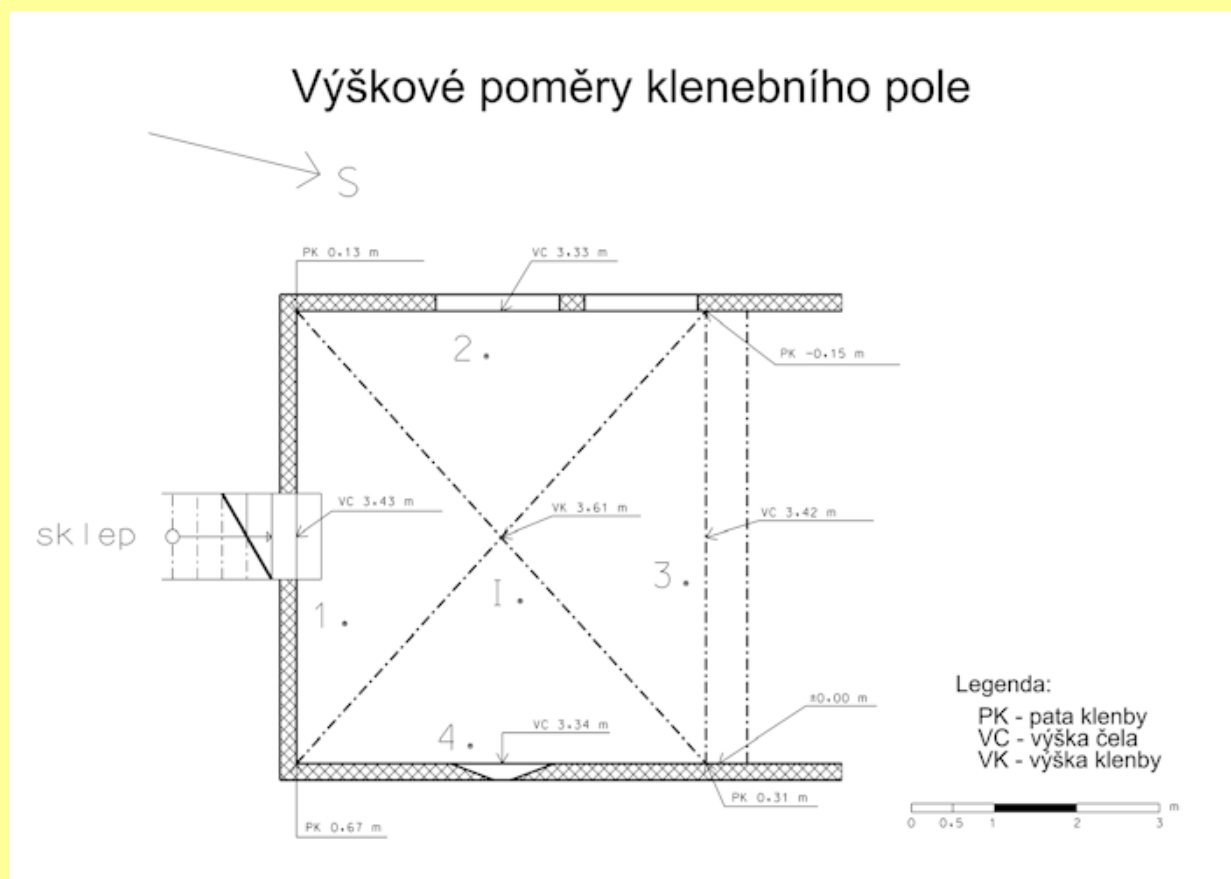 Výškové poměry klenebního pole
S
PK 0.13 m
VC 3.33 m
2.
PK -0.15 m
VC 3.43 m
VK 3.61 m
VC 3.42 m
sklep
3.
I.
1.
±0.00 m
VC 3.34 m
4.
PK 0.31 m
PK 0.67 m
Legenda:
PK - pata klenby
VC - výška čela
VK - výška klenby
m
0 0.5 1 2 3